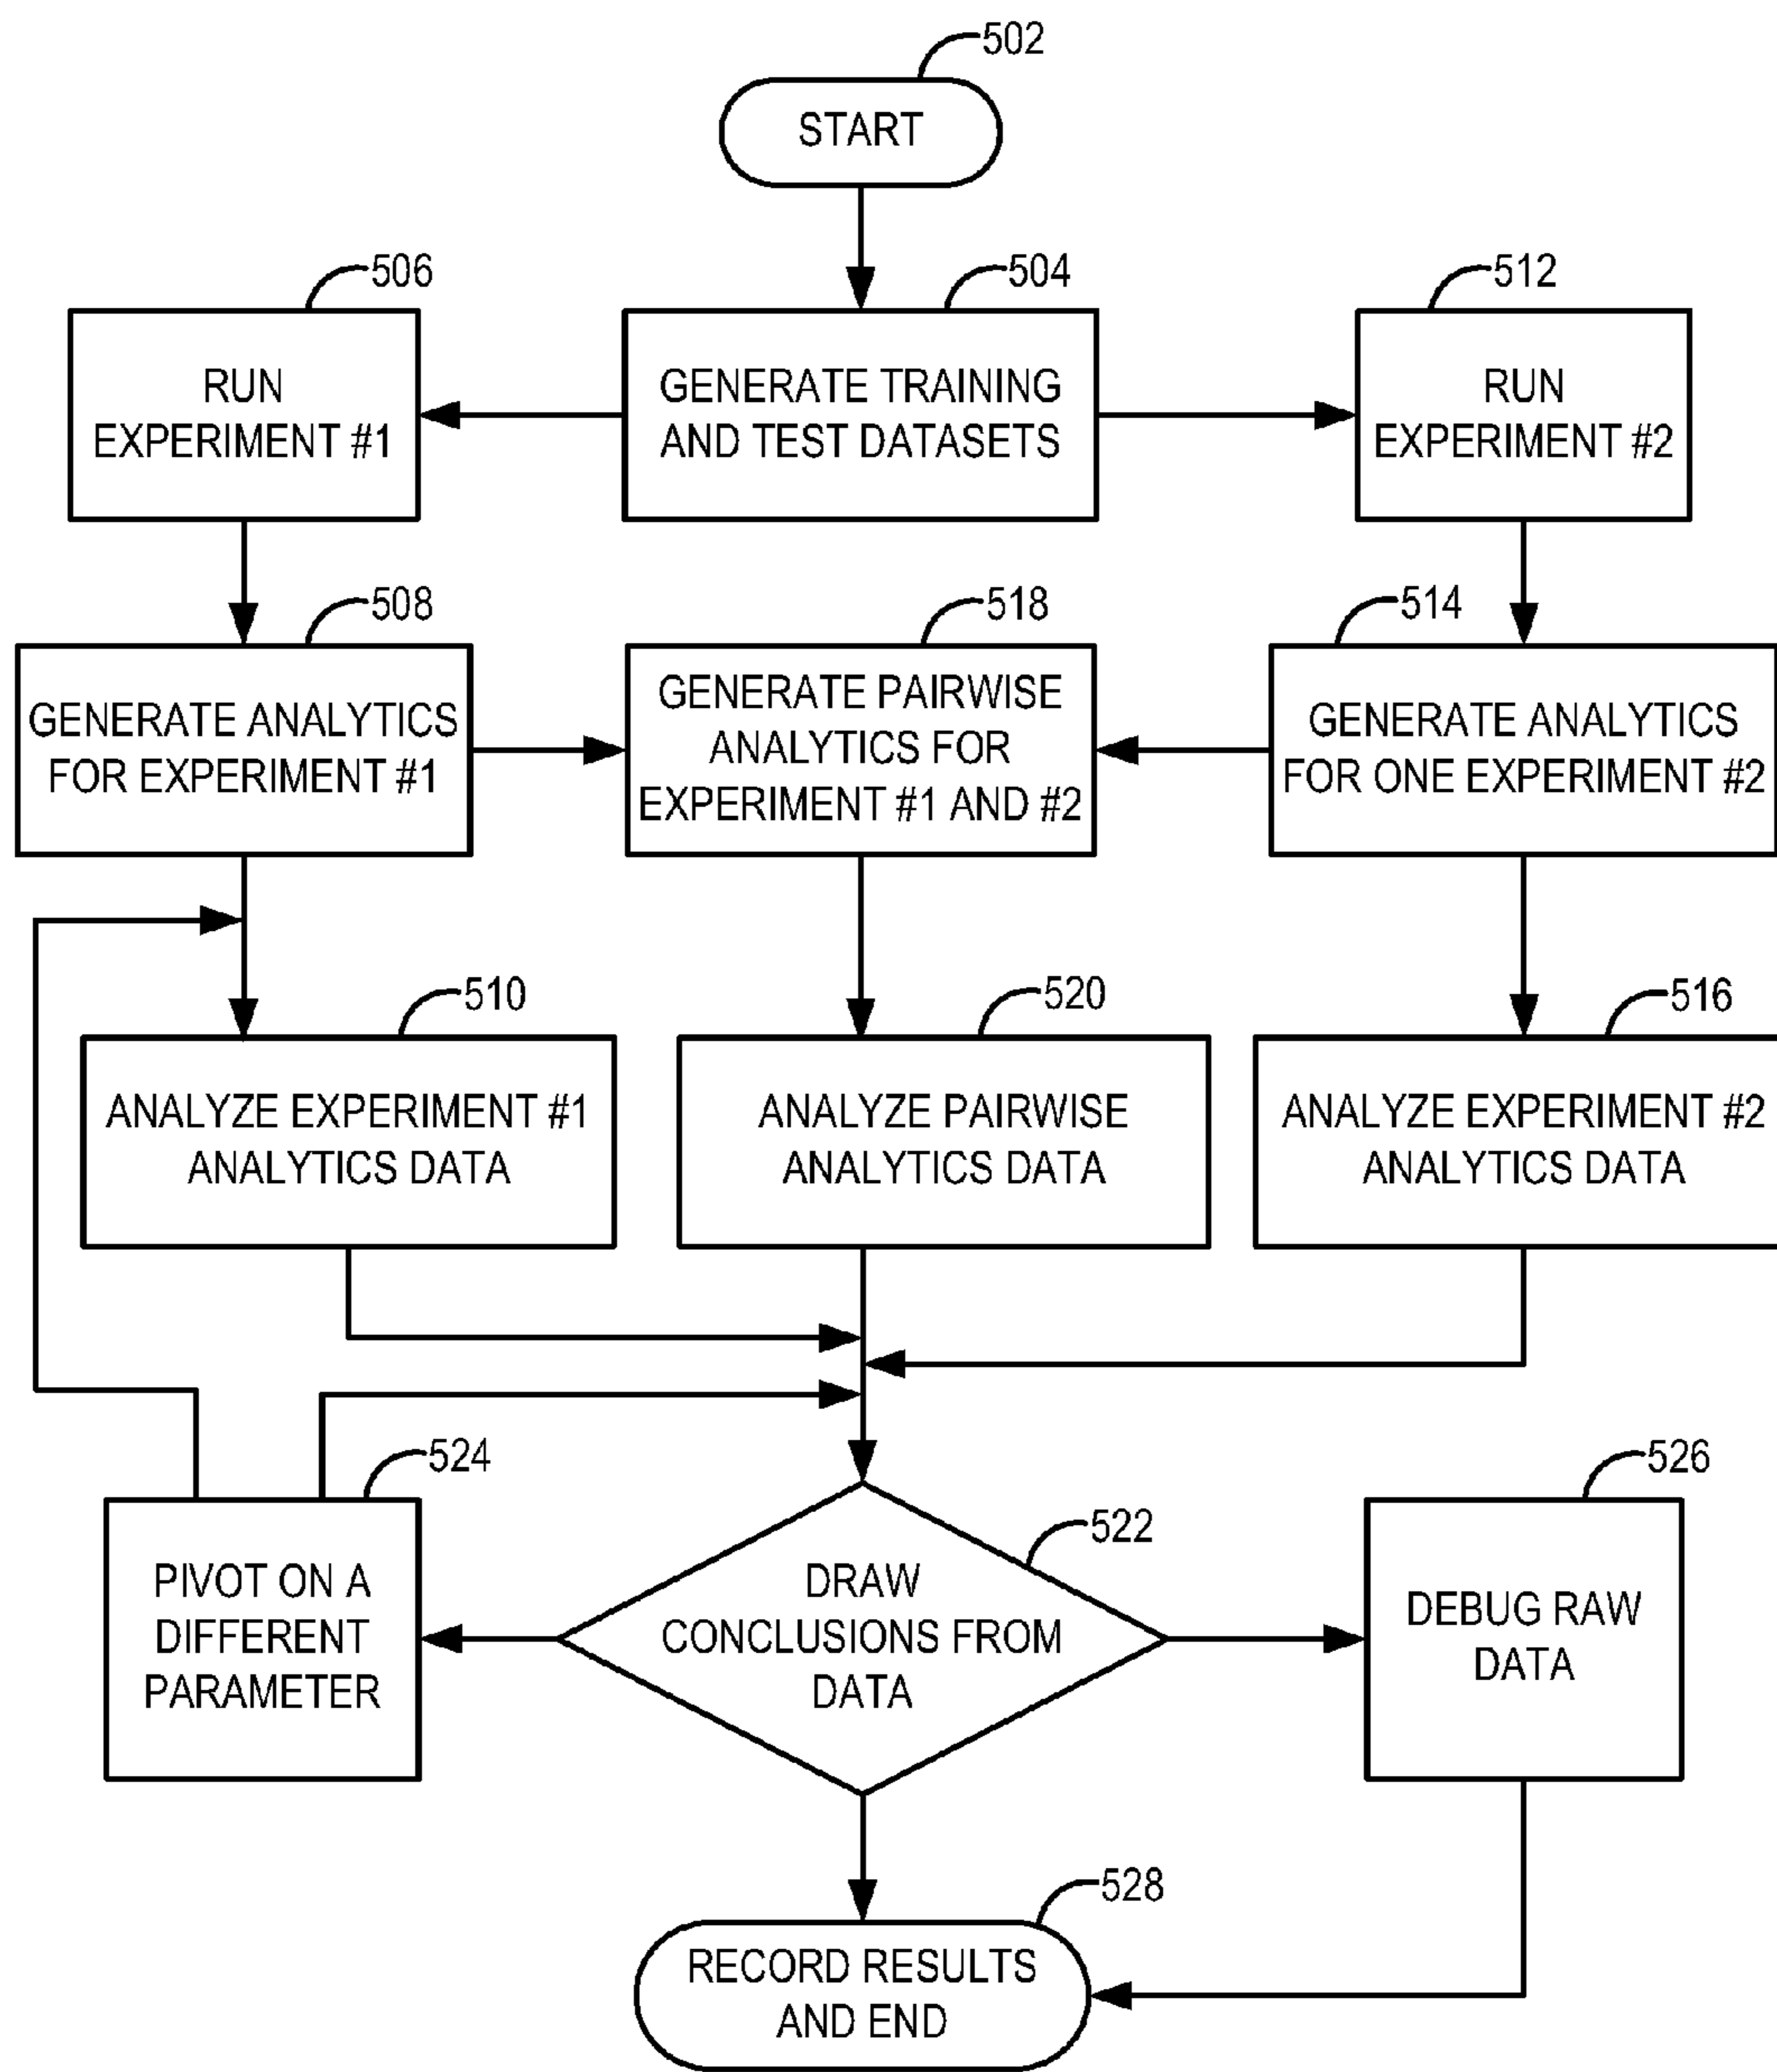 502
START
506
504
512
RUN
EXPERIMENT #1
GENERATE TRAINING
AND TEST DATASETS
RUN
EXPERIMENT #2
508
518
514
GENERATE ANALYTICS
FOR EXPERIMENT #1
GENERATE PAIRWISE
ANALYTICS FOR
EXPERIMENT #1 AND #2
GENERATE ANALYTICS
FOR ONE EXPERIMENT #2
510
520
516
ANALYZE EXPERIMENT #1
ANALYTICS DATA
ANALYZE PAIRWISE
ANALYTICS DATA
ANALYZE EXPERIMENT #2
ANALYTICS DATA
524
522
526
PIVOT ON A
DIFFERENT
PARAMETER
DRAW
CONCLUSIONS FROM
DATA
DEBUG RAW
DATA
528
RECORD RESULTS
AND END